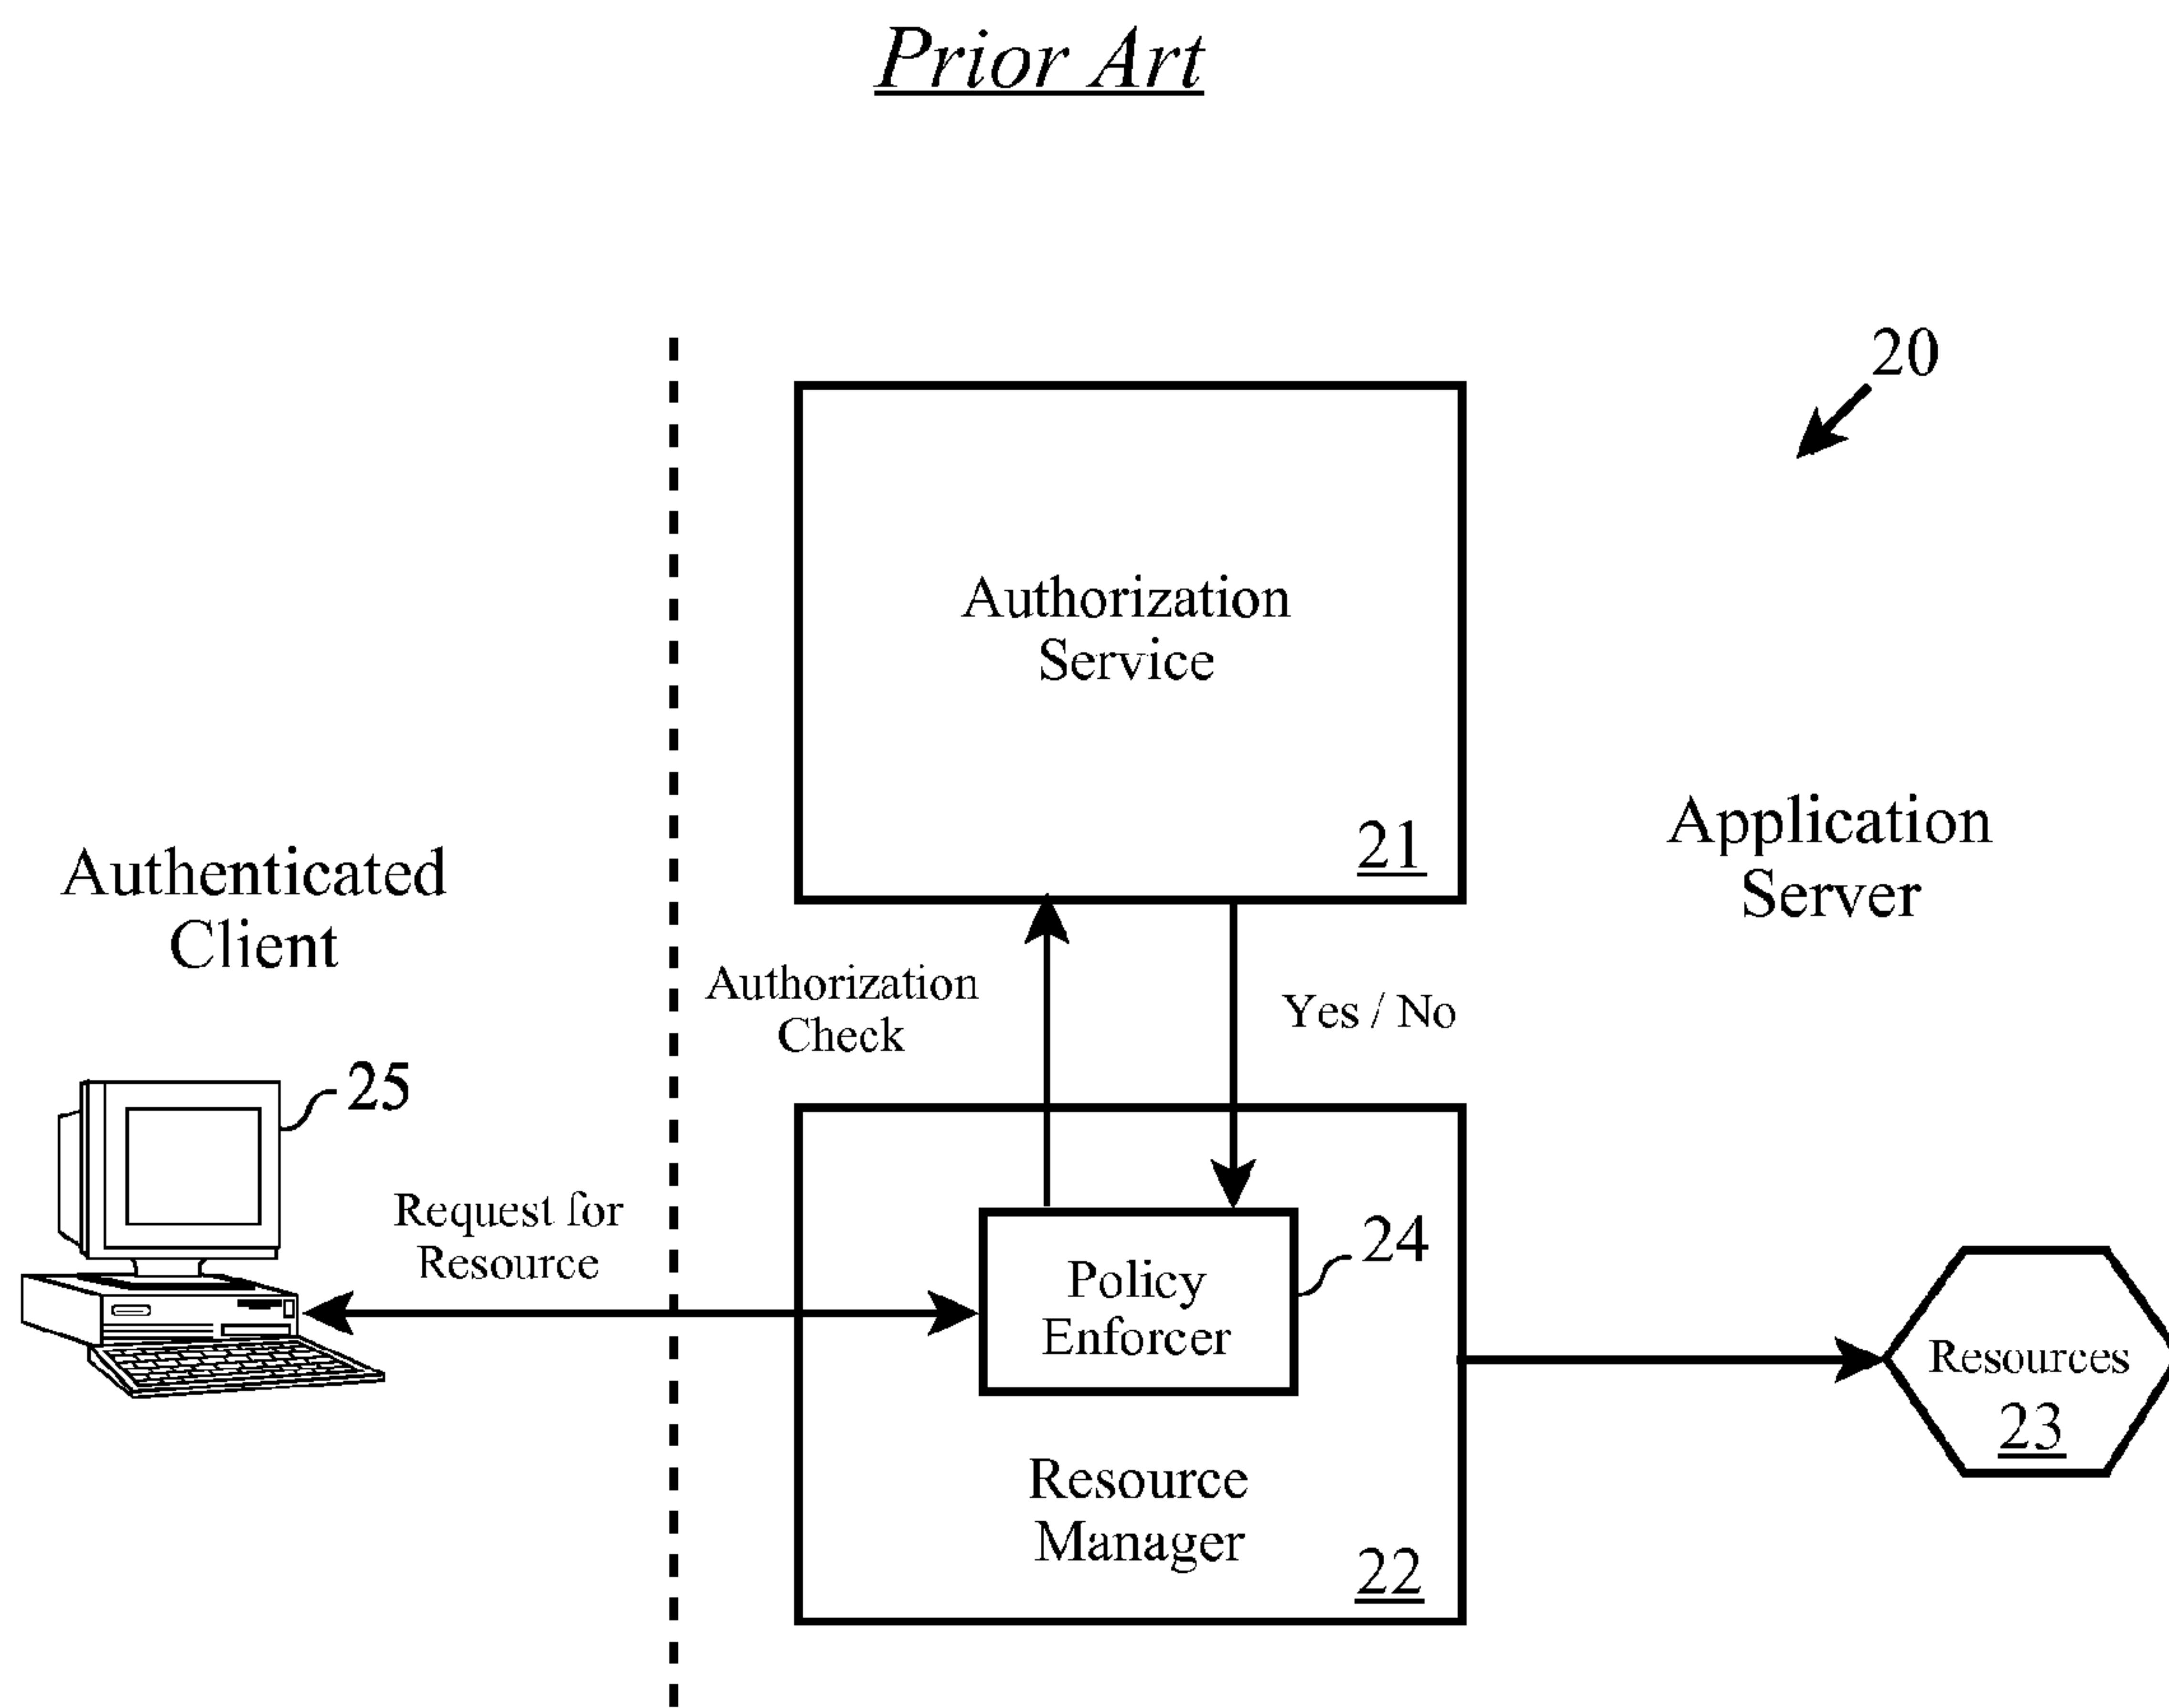 Prior Art
20
Authorization
Service
21
Application
Server
Authenticated
Client
Authorization
Check
Yes / No
25
Request for
Resource
24
Policy
Enforcer
Resources
23
Resource
Manager
22